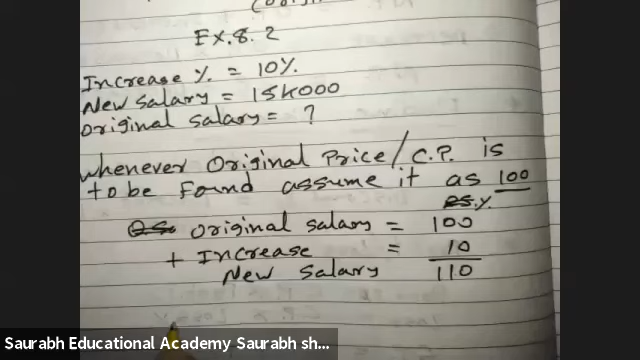 Ex.8.2
Increase %. = 10%.
New salary = 154000
Original salary = ?
Whenever Original Price/C.P. is
to be found assume it as 100
%.
Original salary = 100
+ Increase = 10
New salary 110
Saurabh Educational Academy Saurabh sh...